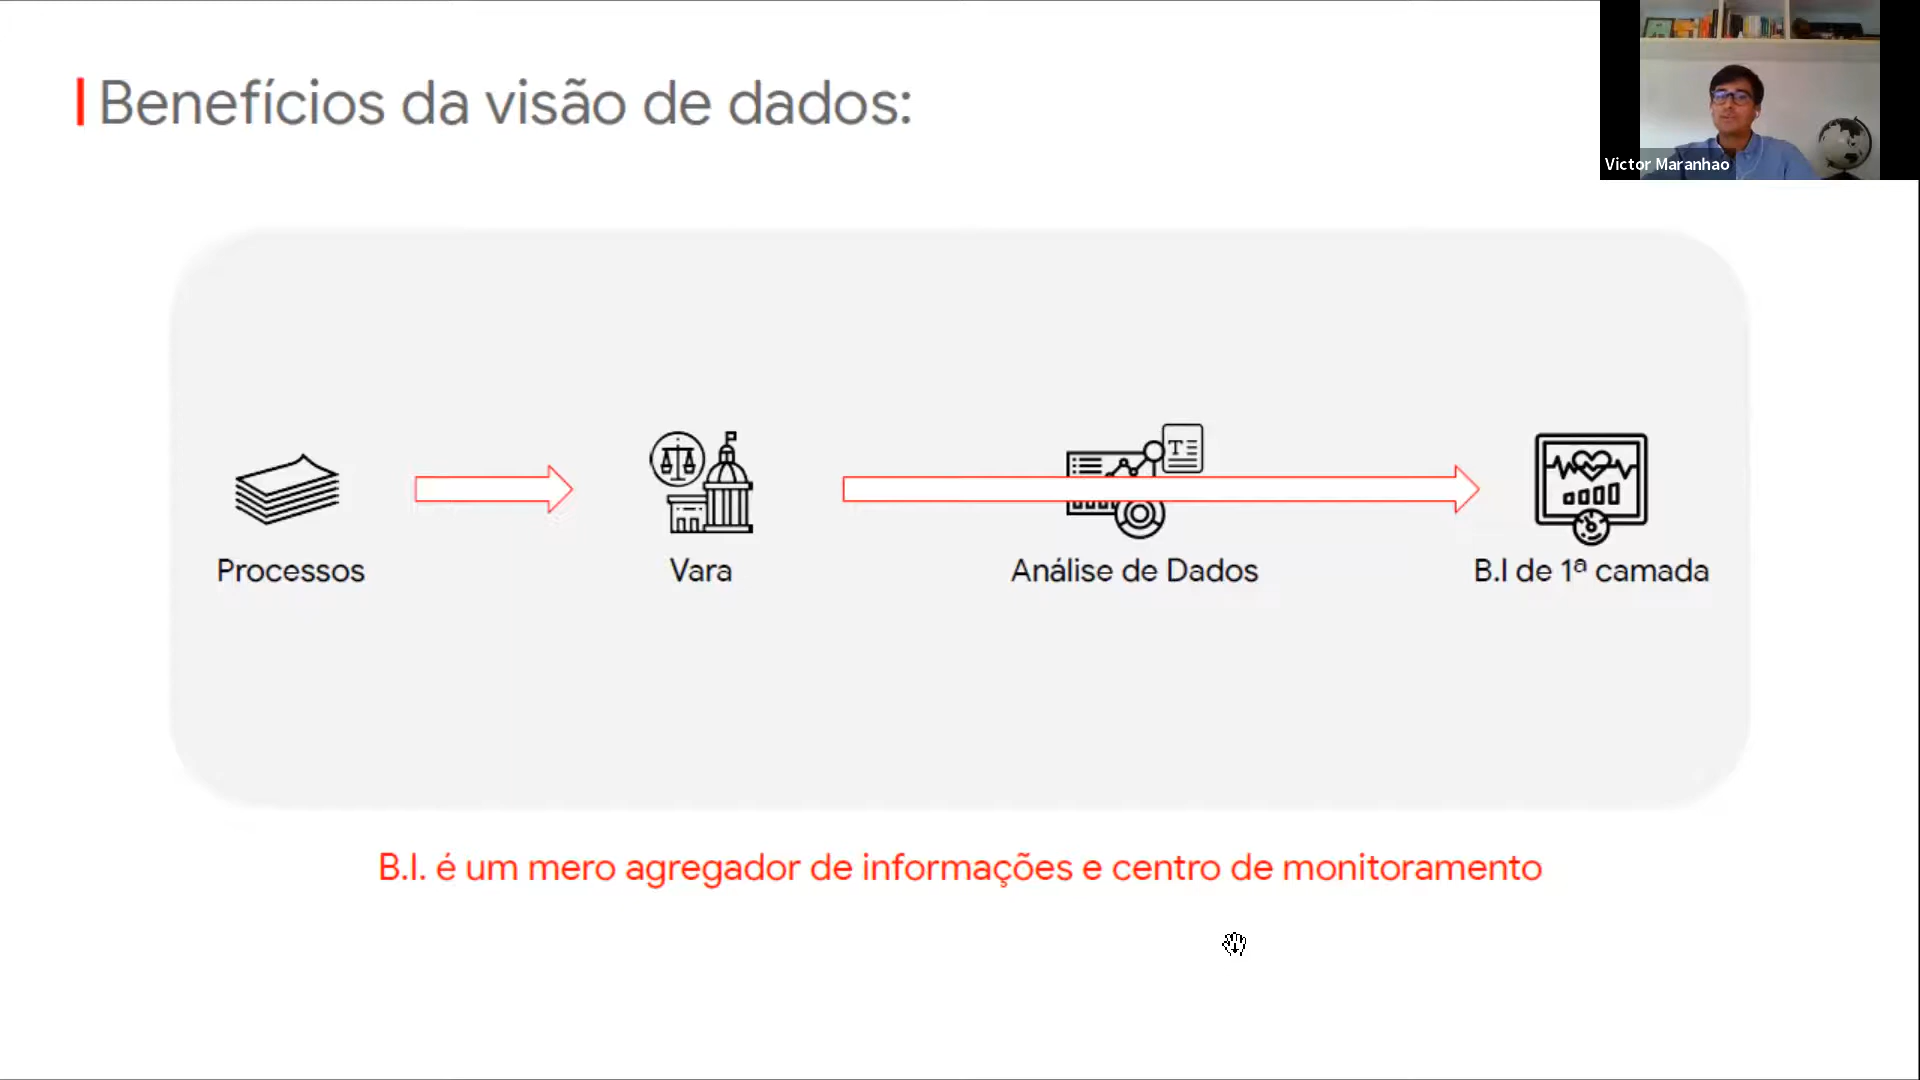 Benefícios da visão de dados:
Victor Maranhao
Processos
Vara
Análise de Dados
B.I de 1ª camada
B.I. é um mero agregador de informações e centro de monitoramento